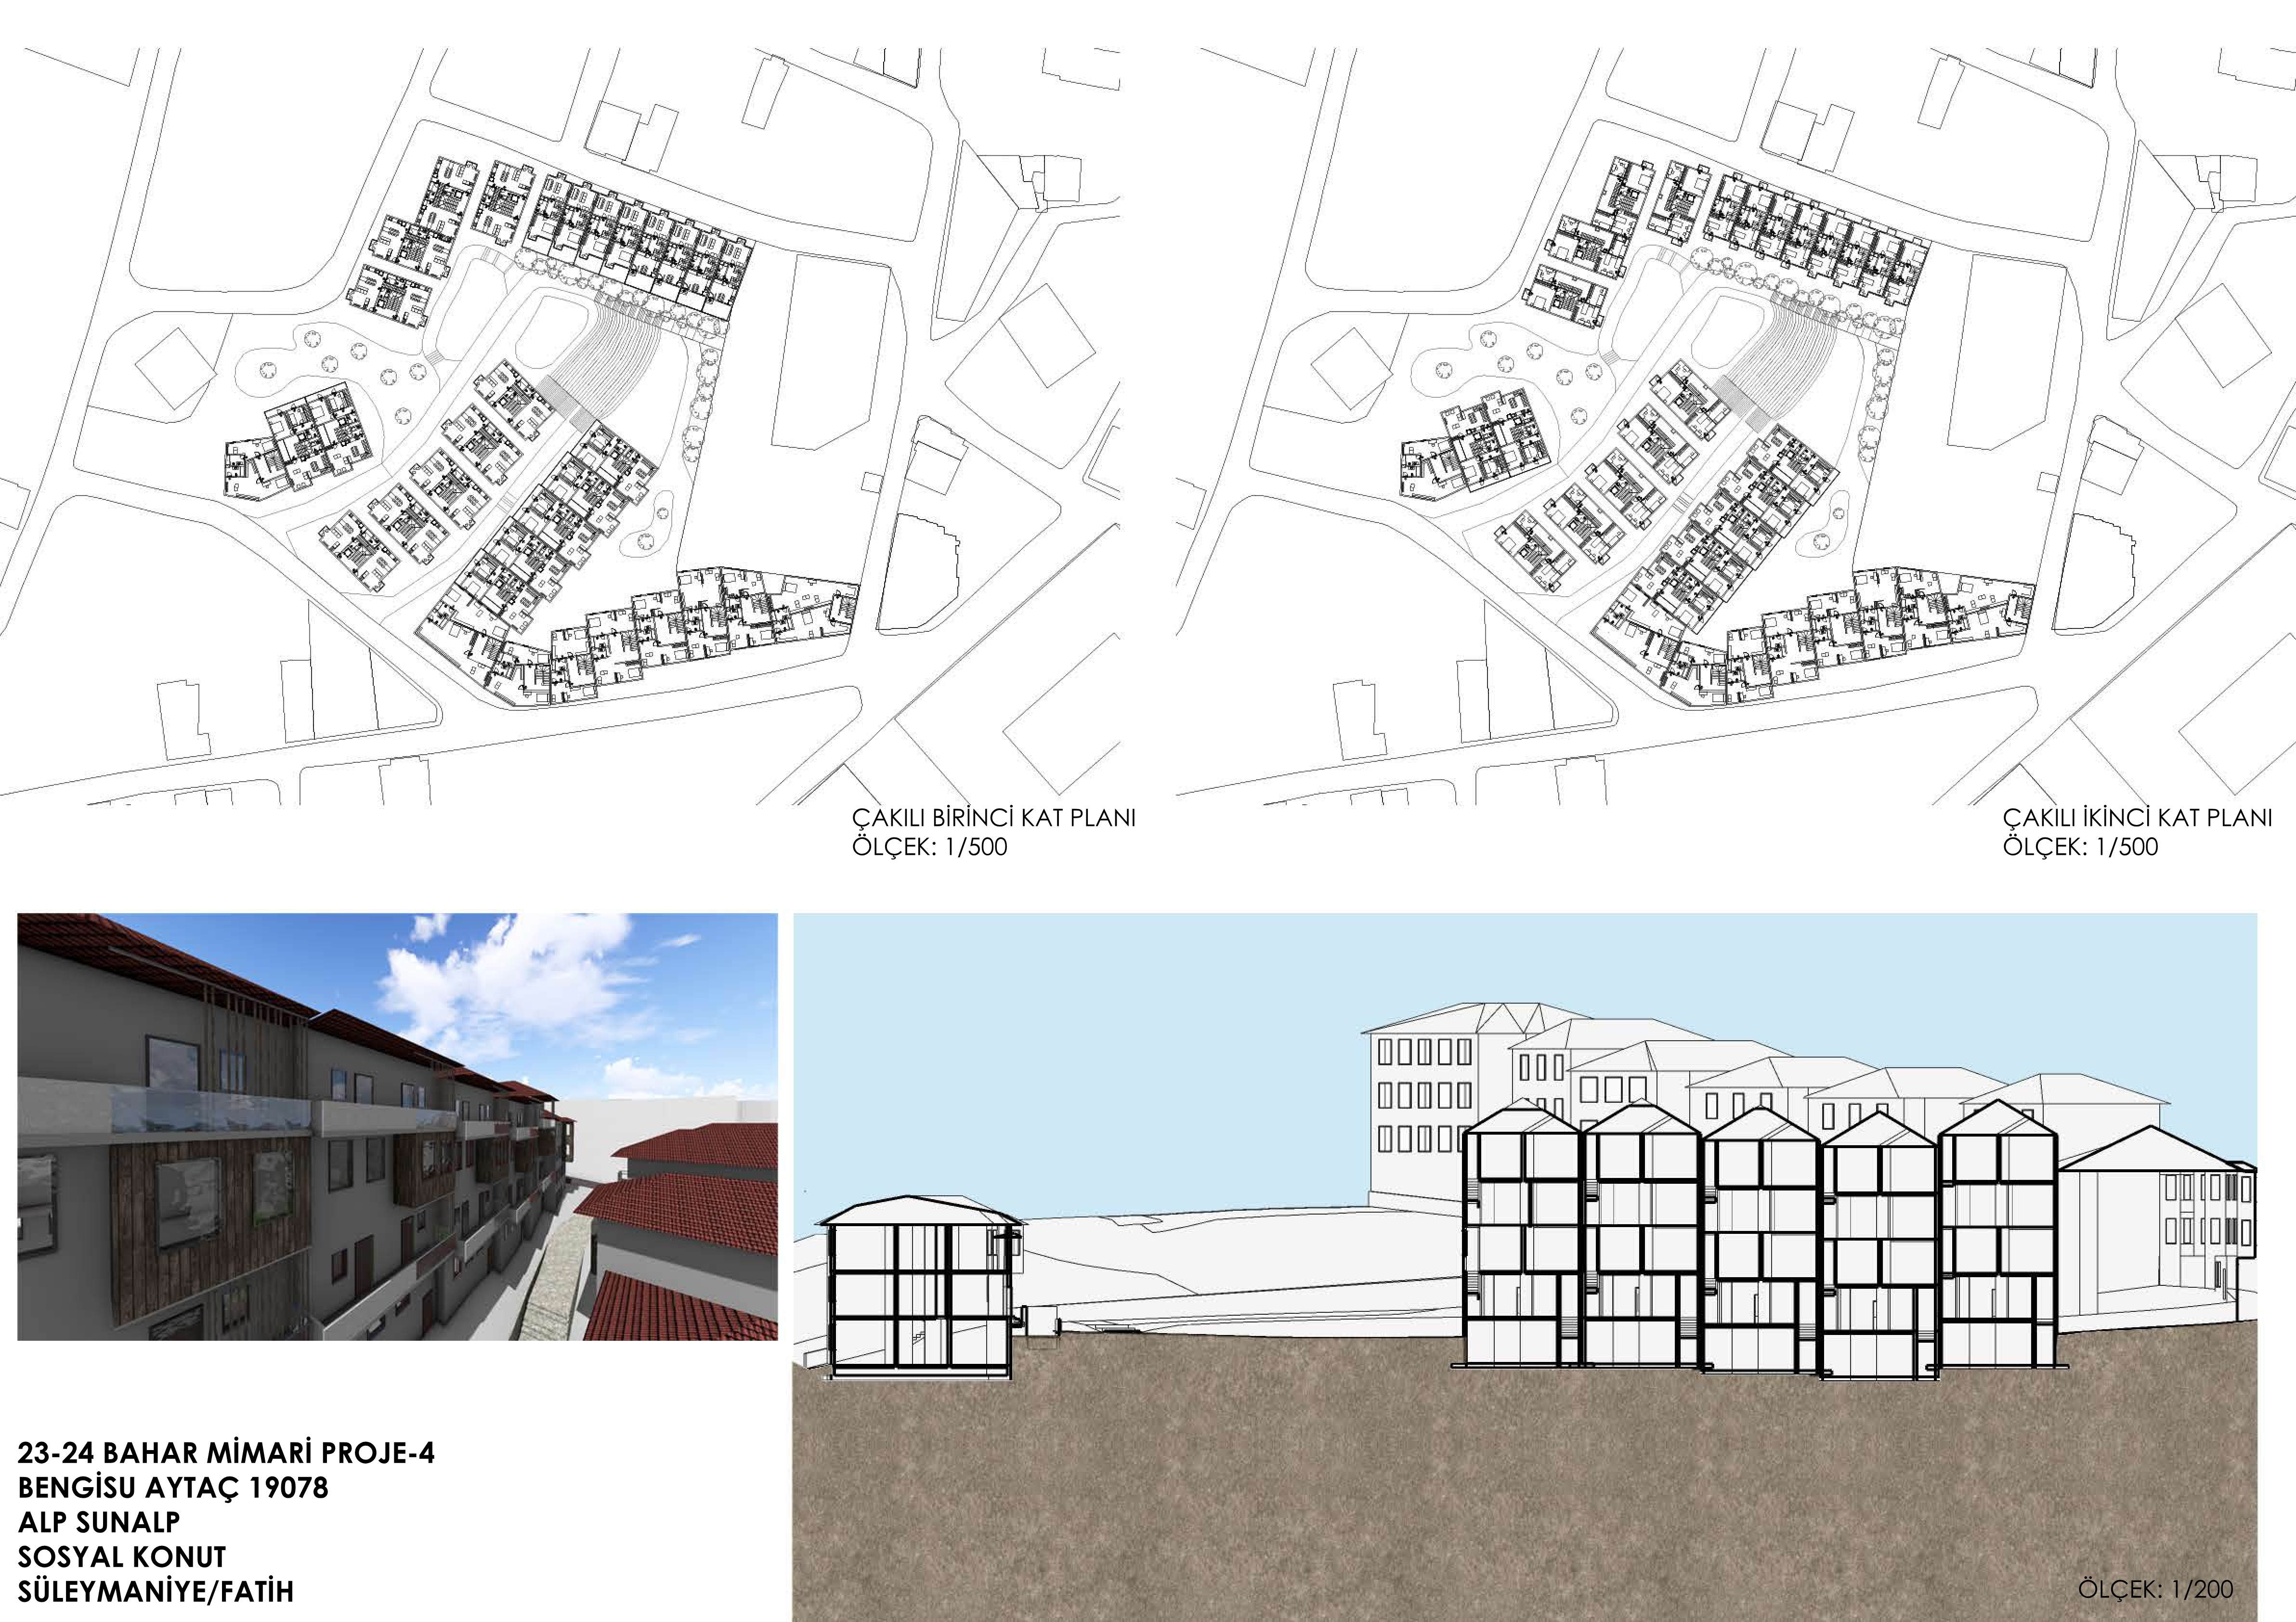 ÇAKILI BİRİNCİ KAT PLANI
ÖLÇEK: 1/500
ÇAKILI İKİNCİ KAT PLANI
ÖLÇEK: 1/500
23-24 BAHAR MİMARİ PROJE-4
BENGİSU AYTAÇ 19078
ALP SUNALP
SOSYAL KONUT
SÜLEYMANİYE/FATİH
ÖLÇEK: 1/200